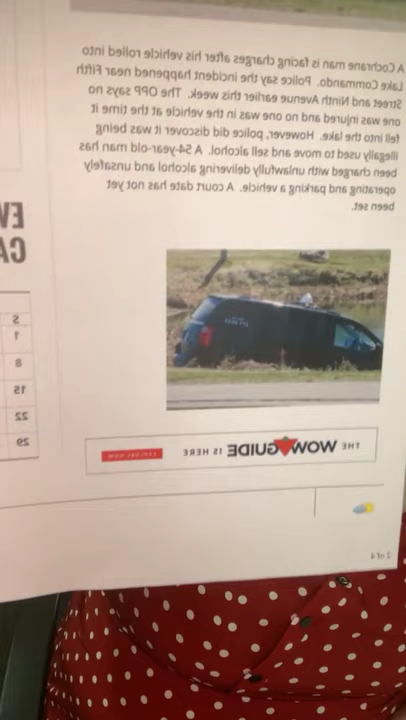 A Cochrane man is facing charges after his vehicle rolled into
Lake Commando. Police say the incident happened near Fifth
Street and Ninth Avenue earlier this week. The OPP says no
one was injured and no one was in the vehicle at the time it
fell into the lake. However, police did discover it was being
illegally used to move and sell alcohol. A 54-year-old man has
been charged with unlawfully delivering alcohol and unsafely
operating and parking a vehicle. A court date has not yet
been set.
EV
CA
S
1
8
15
22
29
THE WOW GUIDE IS HERE